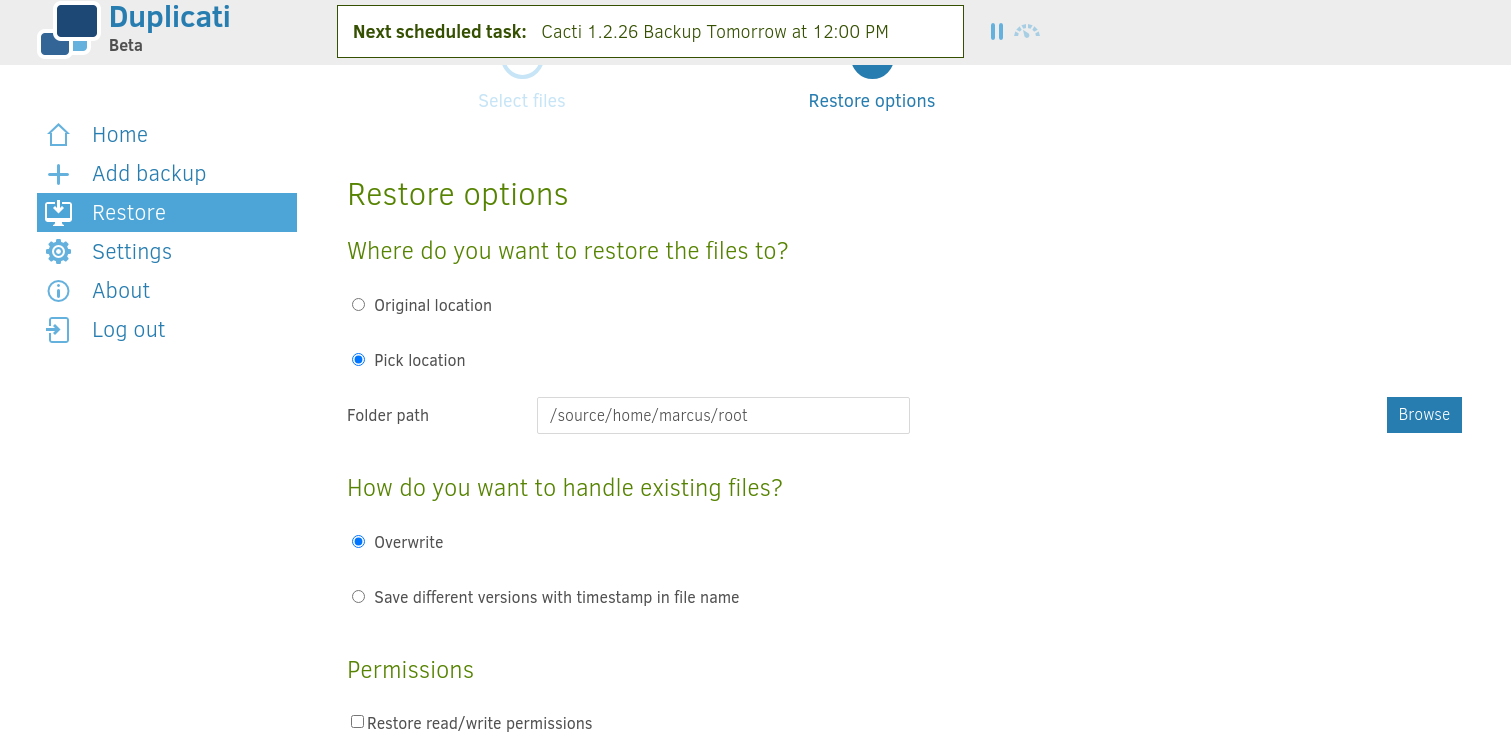 Duplicati
Beta
Next scheduled task: Cacti 1.2.26 Backup Tomorrow at 12:00 PM
Select files
Restore options
Home
Add backup
Restore
Settings
About
Log out
Restore options
Where do you want to restore the files to?
Original location
Pick location
Folder path /source/home/marcus/root Browse
How do you want to handle existing files?
Overwrite
Save different versions with timestamp in file name
Permissions
Restore read/write permissions